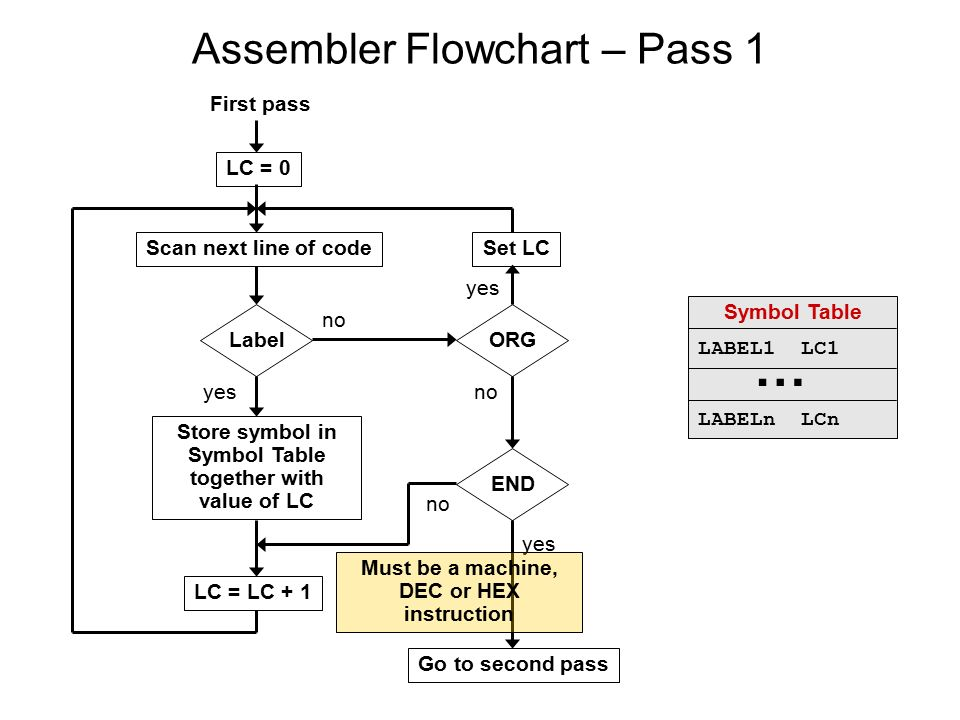 Assembler Flowchart – Pass 1
First pass
LC = 0
Scan next line of code
Set LC
yes
no
Label
ORG
yes
no
Store symbol in
Symbol Table
together with
value of LC
END
no
yes
Must be a machine,
DEC or HEX
instruction
LC = LC + 1
Go to second pass
Symbol Table
LABEL1 LC1
...
LABELn LCn